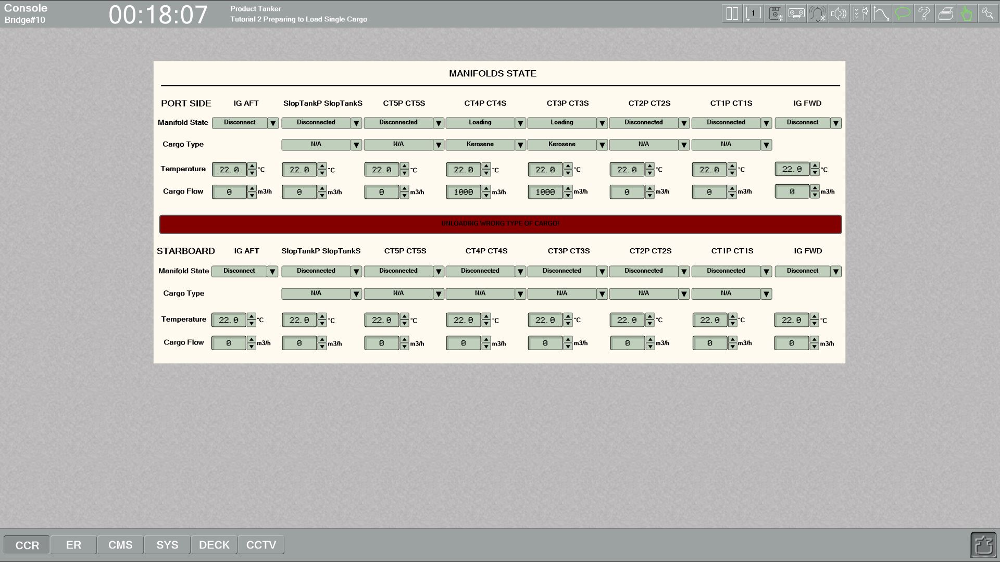 Console
Bridge#10
00:18:07
Product Tanker
Tutorial 2 Preparing to Load Single Cargo
1
MANIFOLDS STATE
PORT SIDE IG AFT SlopTankP SlopTankS CT5P CT5S CT4P CT4S CT3P CT3S CT2P CT2S CT1P CT1S IG FWD
Manifold State Disconnect Disconnected Disconnected Loading Loading Disconnected Disconnected Disconnect
Cargo Type N/A N/A Kerosene Kerosene N/A N/A
Temperature 22.0 °C 22.0 °C 22.0 °C 22.0 °C 22.0 °C 22.0 °C 22.0 °C 22.0 °C
Cargo Flow 0 m3/h 0 m3/h 0 m3/h 1000 m3/h 1000 m3/h 0 m3/h 0 m3/h 0 m3/h
UNLOADING WRONG TYPE OF CARGO!
STARBOARD IG AFT SlopTankP SlopTankS CT5P CT5S CT4P CT4S CT3P CT3S CT2P CT2S CT1P CT1S IG FWD
Manifold State Disconnect Disconnected Disconnected Disconnected Disconnected Disconnected Disconnected Disconnect
Cargo Type N/A N/A N/A N/A N/A N/A
Temperature 22.0 °C 22.0 °C 22.0 °C 22.0 °C 22.0 °C 22.0 °C 22.0 °C 22.0 °C
Cargo Flow 0 m3/h 0 m3/h 0 m3/h 0 m3/h 0 m3/h 0 m3/h 0 m3/h 0 m3/h
CCR ER CMS SYS DECK CCTV